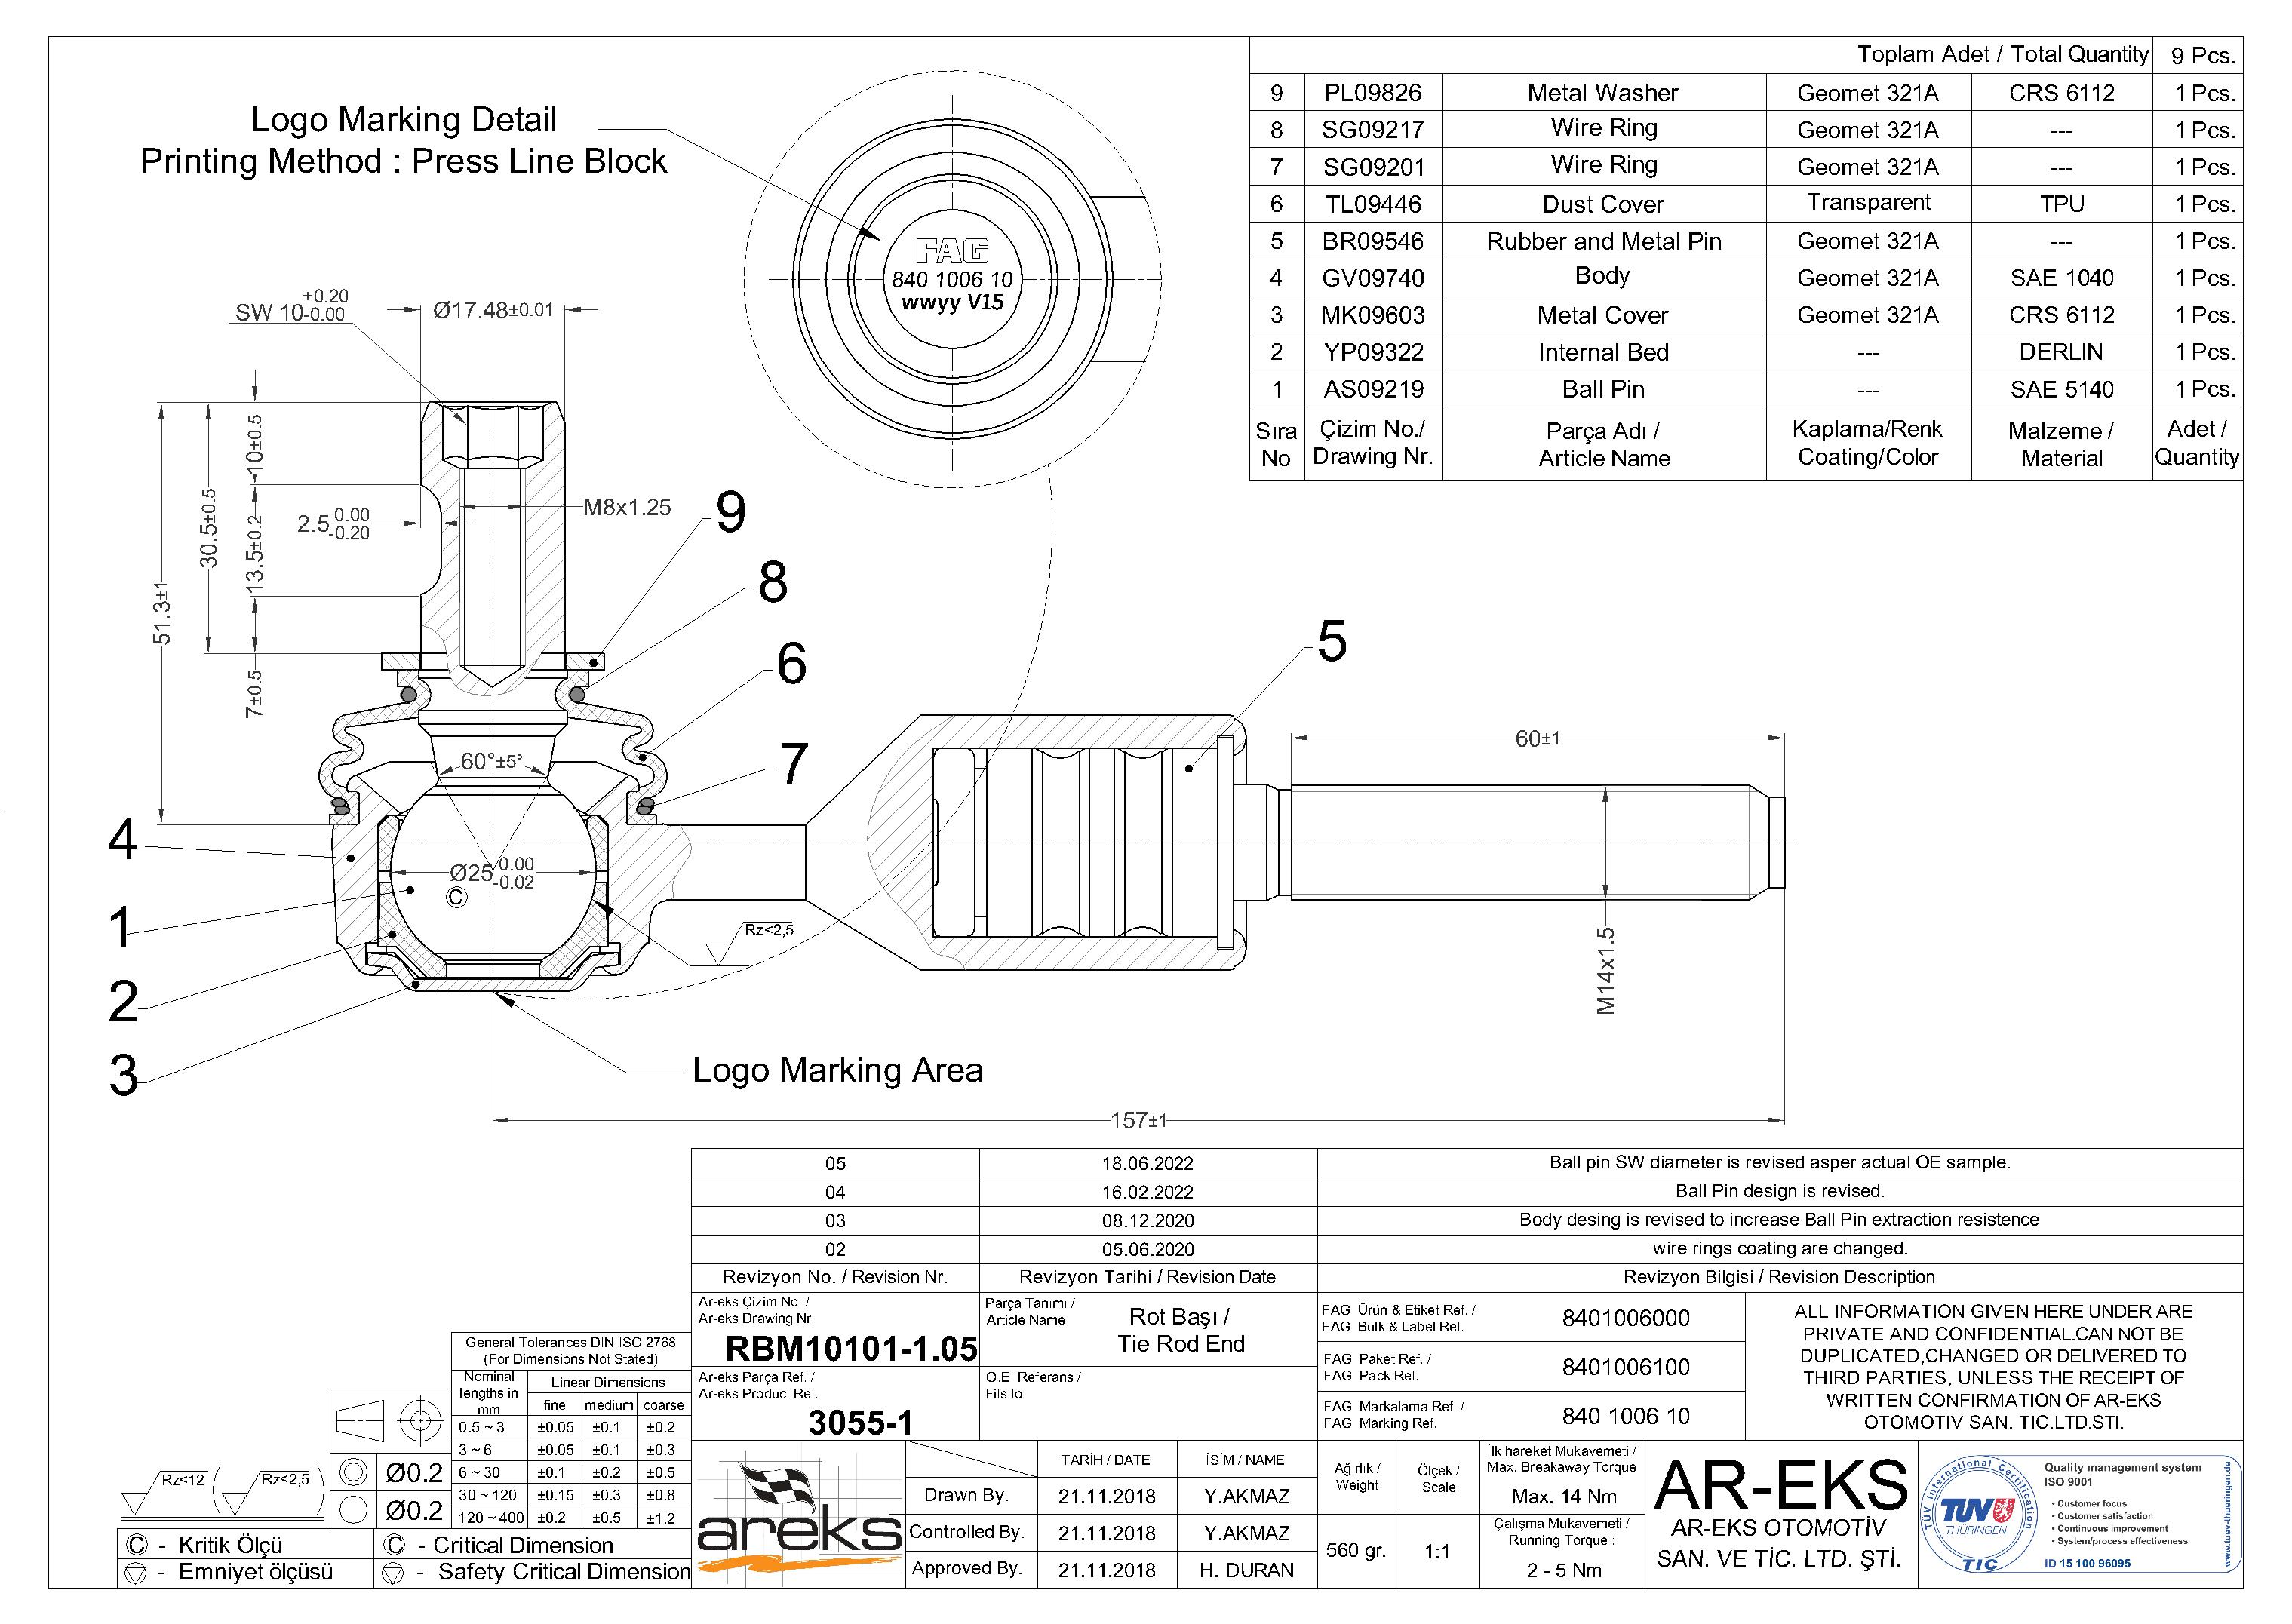 Toplam Adet / Total Quantity 9 Pcs.
9 PL09826 Metal Washer Geomet 321A CRS 6112 1 Pcs.
8 SG09217 Wire Ring Geomet 321A --- 1 Pcs.
7 SG09201 Wire Ring Geomet 321A --- 1 Pcs.
6 TL09446 Dust Cover Transparent TPU 1 Pcs.
5 BR09546 Rubber and Metal Pin Geomet 321A --- 1 Pcs.
4 GV09740 Body Geomet 321A SAE 1040 1 Pcs.
3 MK09603 Metal Cover Geomet 321A CRS 6112 1 Pcs.
2 YP09322 Internal Bed --- DERLIN 1 Pcs.
1 AS09219 Ball Pin --- SAE 5140 1 Pcs.
Sıra Çizim No./ Parça Adı / Kaplama/Renk Malzeme / Adet /
No Drawing Nr. Article Name Coating/Color Material Quantity
Logo Marking Detail
Printing Method : Press Line Block
FAG
840 1006 10
wwyy V15
SW 10 +0.20 -0.00
Ø17.48±0.01
10±0.5
30.5±0.5
13.5±0.2
2.5 0.00 -0.20
M8x1.25
51.3±1
7±0.5
9
8
6
7
5
60°±5°
60±1
4
Ø25 0.00 -0.02
C
1
Rz<2,5
M14x1.5
2
3
Logo Marking Area
157±1
05 18.06.2022 Ball pin SW diameter is revised asper actual OE sample.
04 16.02.2022 Ball Pin design is revised.
03 08.12.2020 Body desing is revised to increase Ball Pin extraction resistence
02 05.06.2020 wire rings coating are changed.
Revizyon No. / Revision Nr. Revizyon Tarihi / Revision Date Revizyon Bilgisi / Revision Description
Ar-eks Çizim No. /
Ar-eks Drawing Nr.
RBM10101-1.05
Parça Tanımı /
Article Name
Rot Başı /
Tie Rod End
Ar-eks Parça Ref. /
Ar-eks Product Ref.
3055-1
O.E. Referans /
Fits to
FAG Ürün & Etiket Ref. /
FAG Bulk & Label Ref.
8401006000
FAG Paket Ref. /
FAG Pack Ref.
8401006100
FAG Markalama Ref. /
FAG Marking Ref.
840 1006 10
ALL INFORMATION GIVEN HERE UNDER ARE
PRIVATE AND CONFIDENTIAL.CAN NOT BE
DUPLICATED,CHANGED OR DELIVERED TO
THIRD PARTIES, UNLESS THE RECEIPT OF
WRITTEN CONFIRMATION OF AR-EKS
OTOMOTIV SAN. TIC.LTD.STI.
General Tolerances DIN ISO 2768
(For Dimensions Not Stated)
Nominal lengths in mm Linear Dimensions
fine medium coarse
0.5 ~ 3 ±0.05 ±0.1 ±0.2
3 ~ 6 ±0.05 ±0.1 ±0.3
6 ~ 30 ±0.1 ±0.2 ±0.5
30 ~ 120 ±0.15 ±0.3 ±0.8
120 ~ 400 ±0.2 ±0.5 ±1.2
Ø0.2
Ø0.2
Rz<12 ( Rz<2,5 )
C - Kritik Ölçü C - Critical Dimension
- Emniyet ölçüsü - Safety Critical Dimension
areks
TARİH / DATE İSİM / NAME
Drawn By. 21.11.2018 Y.AKMAZ
Controlled By. 21.11.2018 Y.AKMAZ
Approved By. 21.11.2018 H. DURAN
Ağırlık /
Weight
560 gr.
Ölçek /
Scale
1:1
İlk hareket Mukavemeti /
Max. Breakaway Torque
Max. 14 Nm
Çalışma Mukavemeti /
Running Torque :
2 - 5 Nm
AR-EKS
AR-EKS OTOMOTİV
SAN. VE TİC. LTD. ŞTİ.
TÜV International Certification
TÜV
THÜRINGEN
TIC
Quality management system
ISO 9001
• Customer focus
• Customer satisfaction
• Continuous improvement
• System/process effectiveness
ID 15 100 96095
www.tuev-thueringen.de